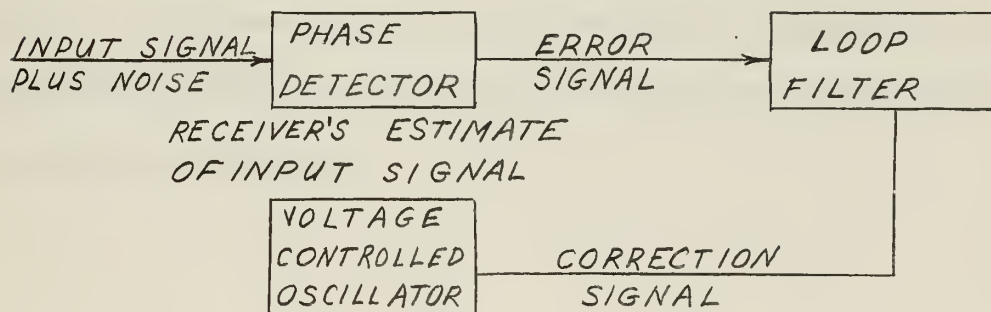 INPUT SIGNAL
PLUS NOISE
PHASE
DETECTOR
ERROR
SIGNAL
LOOP
FILTER
RECEIVER'S ESTIMATE
OF INPUT SIGNAL
VOLTAGE
CONTROLLED
OSCILLATOR
CORRECTION
SIGNAL